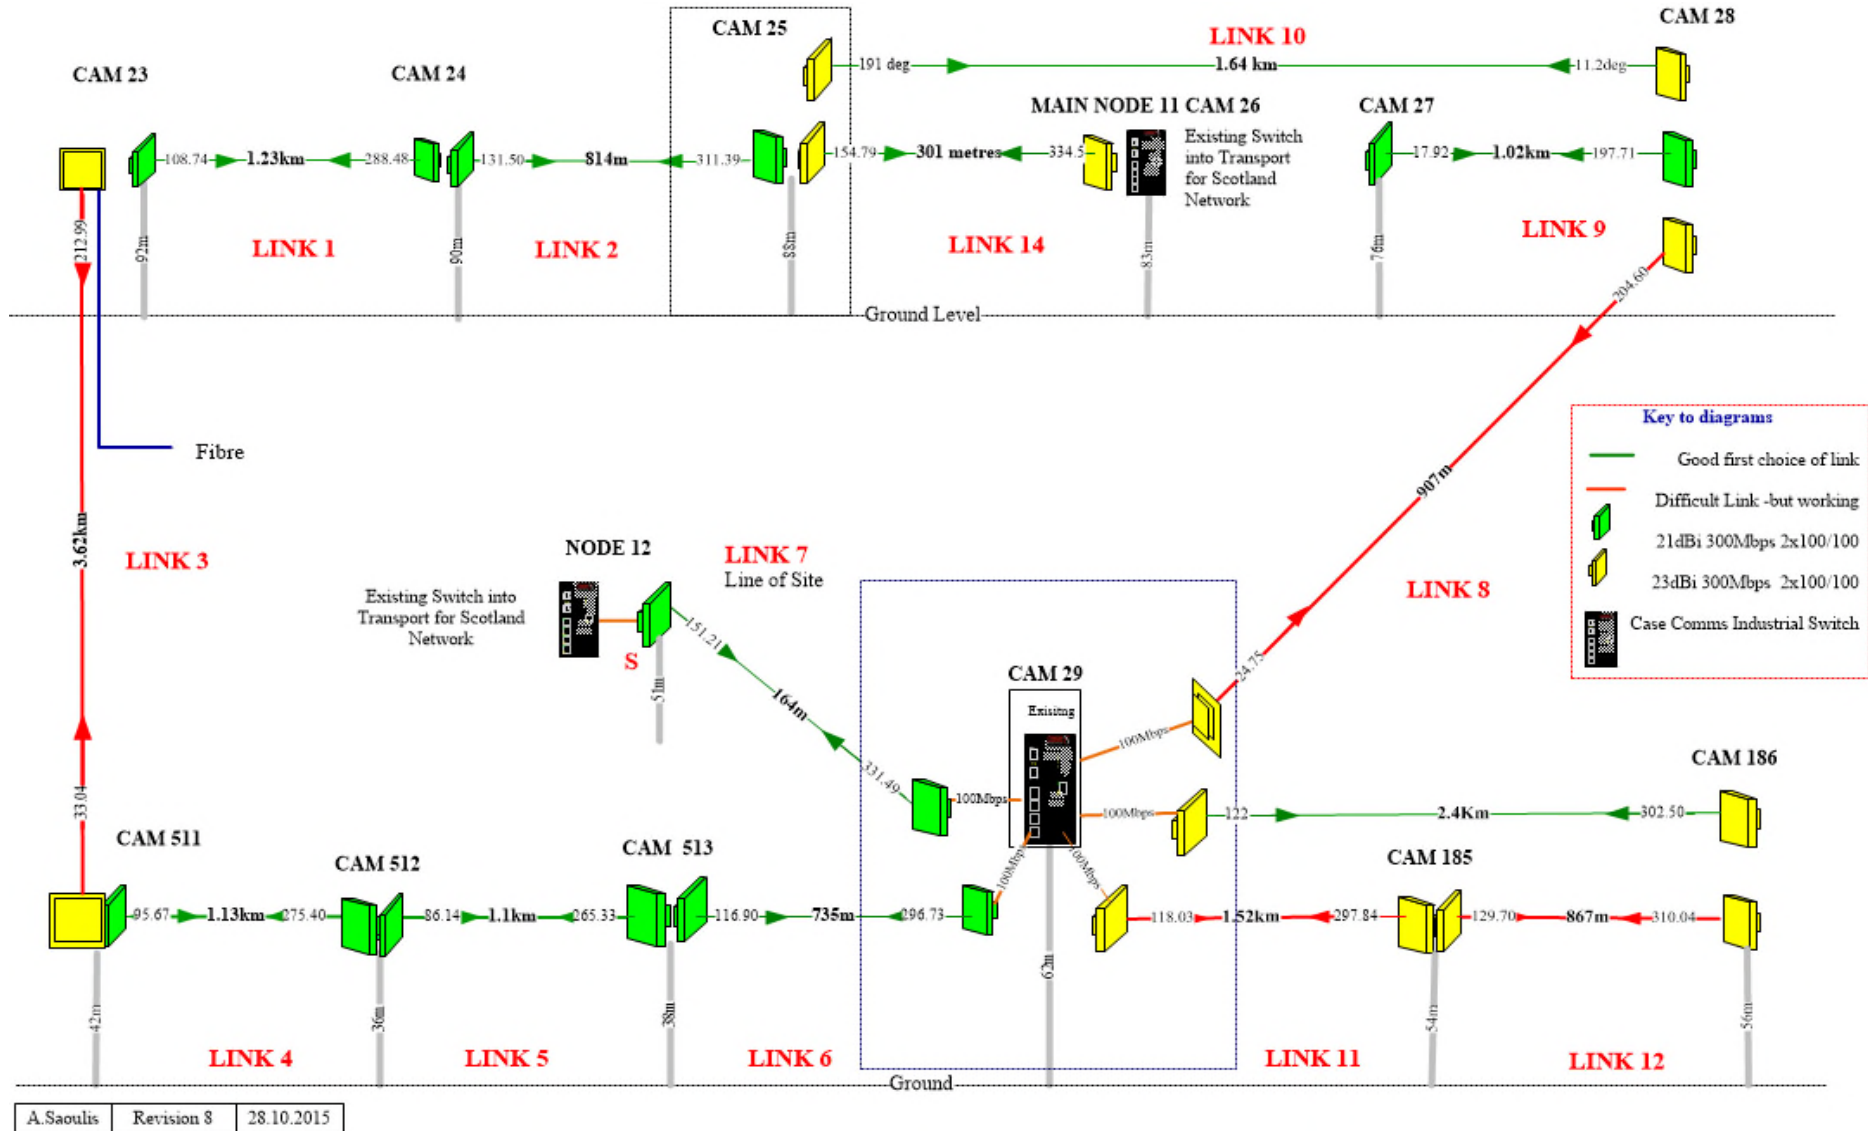 CAM 25
LINK 10
CAM 28
191 deg
1.64 km
11.2deg
CAM 23
CAM 24
MAIN NODE 11 CAM 26
CAM 27
Existing Switch
into Transport
for Scotland
Network
108.74
1.23km
288.48
131.50
814m
311.39
154.79
301 metres
334.5
17.92
1.02km
197.71
212.99
92m
LINK 1
90m
LINK 2
88m
LINK 14
83m
76m
LINK 9
204.60
Ground Level
Fibre
Key to diagrams
Good first choice of link
Difficult Link -but working
21dBi 300Mbps 2x100/100
23dBi 300Mbps 2x100/100
Case Comms Industrial Switch
907m
3.62km
LINK 3
NODE 12
LINK 7
Line of Site
LINK 8
Existing Switch into
Transport for Scotland
Network
S
51m
151.21
164m
331.49
CAM 29
Exisitng
24.75
100Mbps
100Mbps
100Mbps
100Mbps
100Mbps
CAM 186
122
2.4Km
302.50
33.04
CAM 511
CAM 512
CAM 513
CAM 185
95.67
1.13km
275.40
86.14
1.1km
265.33
116.90
735m
296.73
118.03
1.52km
297.84
129.70
867m
310.04
42m
36m
38m
62m
54m
56m
LINK 4
LINK 5
LINK 6
LINK 11
LINK 12
Ground
A.Saoulis
Revision 8
28.10.2015